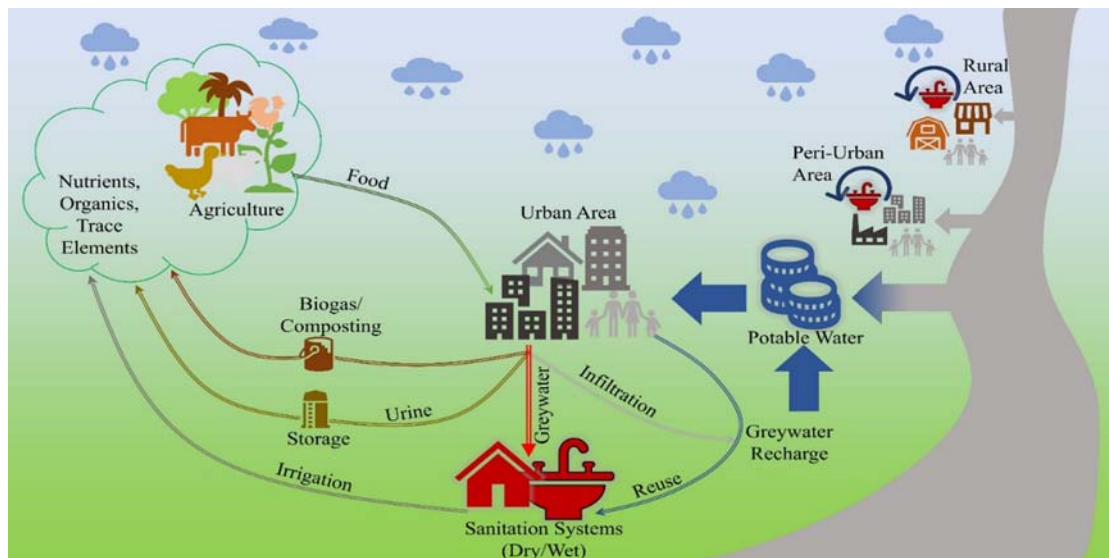 Rural
Area
Peri-Urban
Area
Nutrients,
Organics,
Trace
Elements
Agriculture
Food
Urban Area
Biogas/
Composting
Potable Water
Storage
Urine
Greywater
Infiltration
Greywater
Recharge
Irrigation
Reuse
Sanitation Systems
(Dry/Wet)